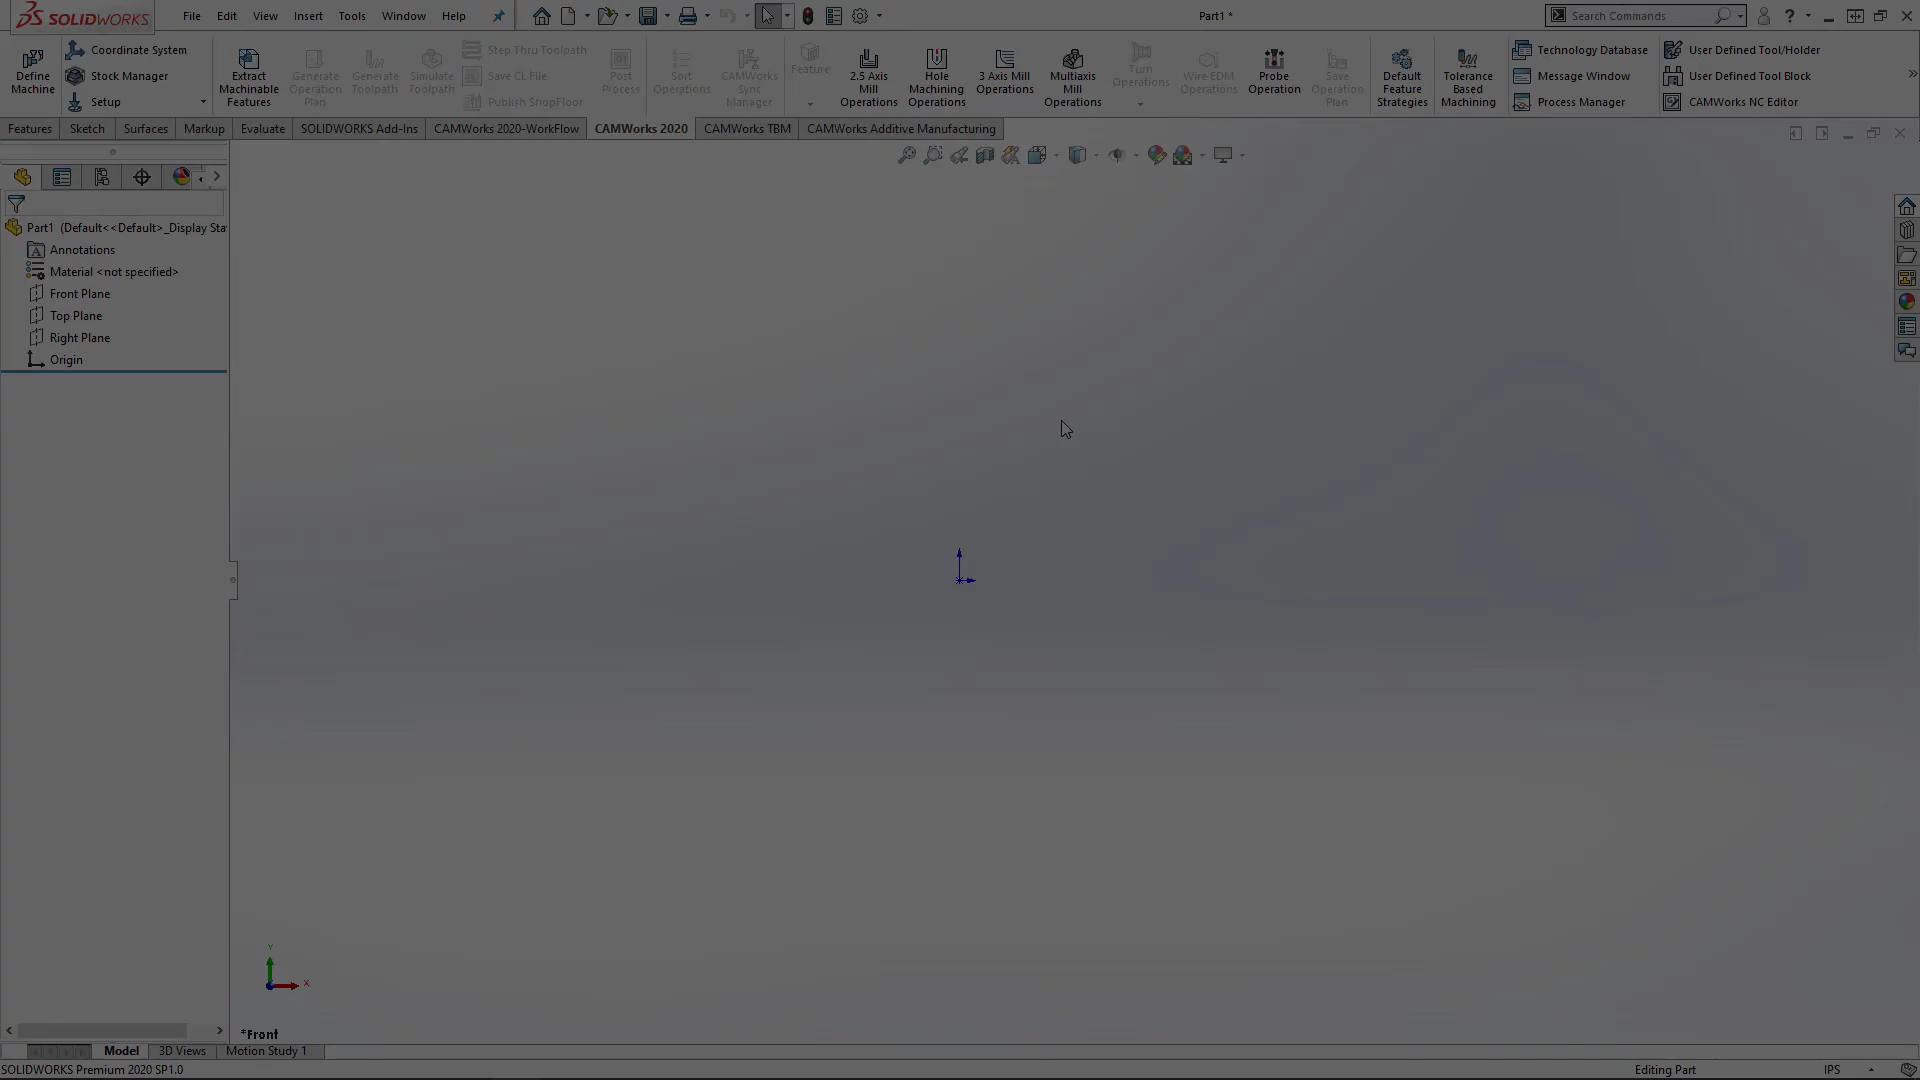 SOLIDWORKS File Edit View Insert Tools Window Help Part1 * Search Commands
Define Machine
Coordinate System
Stock Manager
Setup
Extract Machinable Features
Generate Operation Plan
Generate Toolpath
Simulate Toolpath
Step Thru Toolpath
Save CL File
Publish ShopFloor
Post Process
Sort Operations
CAMWorks Sync Manager
Feature
2.5 Axis Mill Operations
Hole Machining Operations
3 Axis Mill Operations
Multiaxis Mill Operations
Turn Operations
Wire EDM Operations
Probe Operation
Save Operation Plan
Default Feature Strategies
Tolerance Based Machining
Technology Database
Message Window
Process Manager
User Defined Tool/Holder
User Defined Tool Block
CAMWorks NC Editor
Features Sketch Surfaces Markup Evaluate SOLIDWORKS Add-Ins CAMWorks 2020-WorkFlow CAMWorks 2020 CAMWorks TBM CAMWorks Additive Manufacturing
Part1 (Default<<Default>_Display Sta
Annotations
Material <not specified>
Front Plane
Top Plane
Right Plane
Origin
Y
X
*Front
Model 3D Views Motion Study 1
SOLIDWORKS Premium 2020 SP1.0 Editing Part IPS